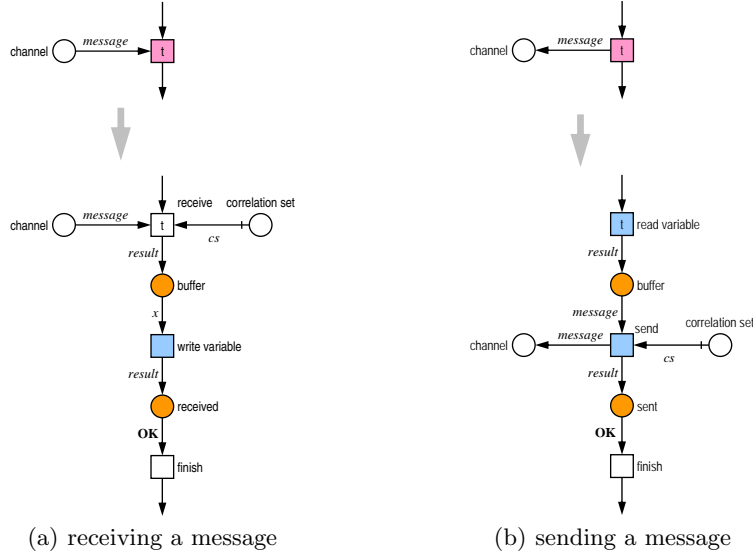 message
channel
t
receive
correlation set
message
channel
t
cs
result
buffer
x
write variable
result
received
OK
finish
(a) receiving a message
message
channel
t
t
read variable
result
buffer
message
send
correlation set
message
channel
cs
result
sent
OK
finish
(b) sending a message